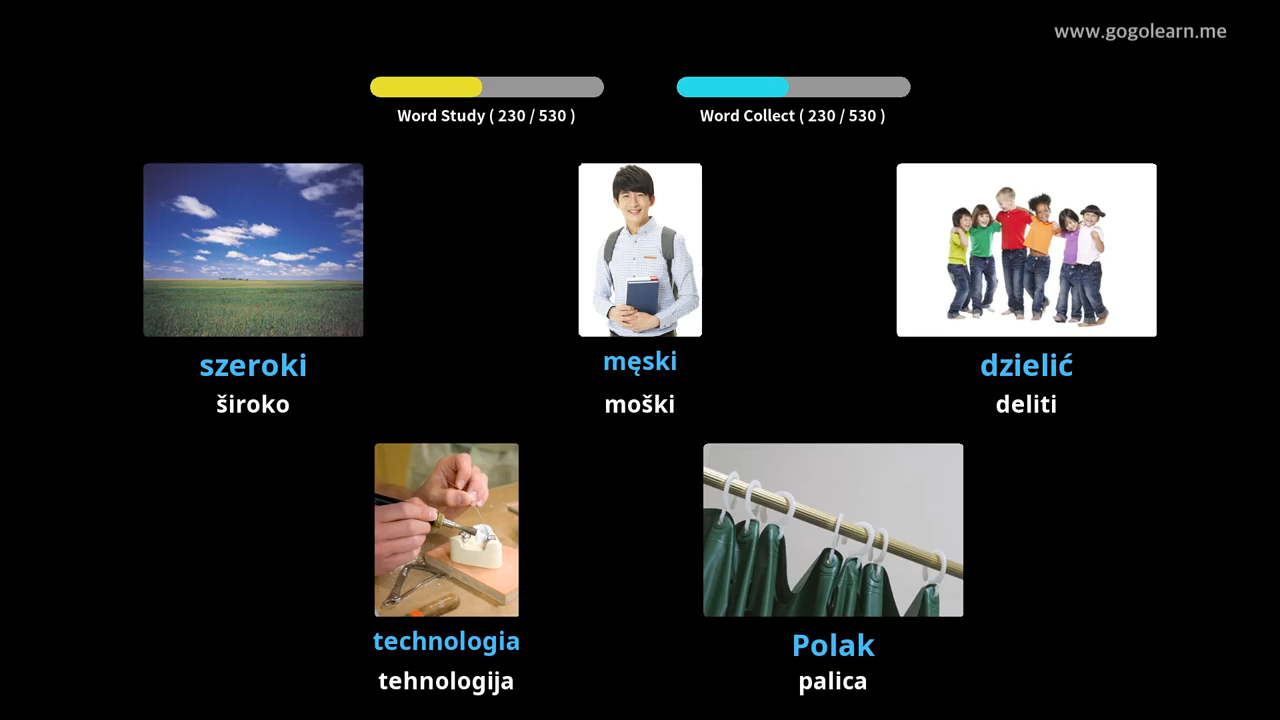 www.gogolearn.me
Word Study ( 230 / 530 )
Word Collect ( 230 / 530 )
szeroki
široko
męski
moški
dzielić
deliti
technologia
tehnologija
Polak
palica